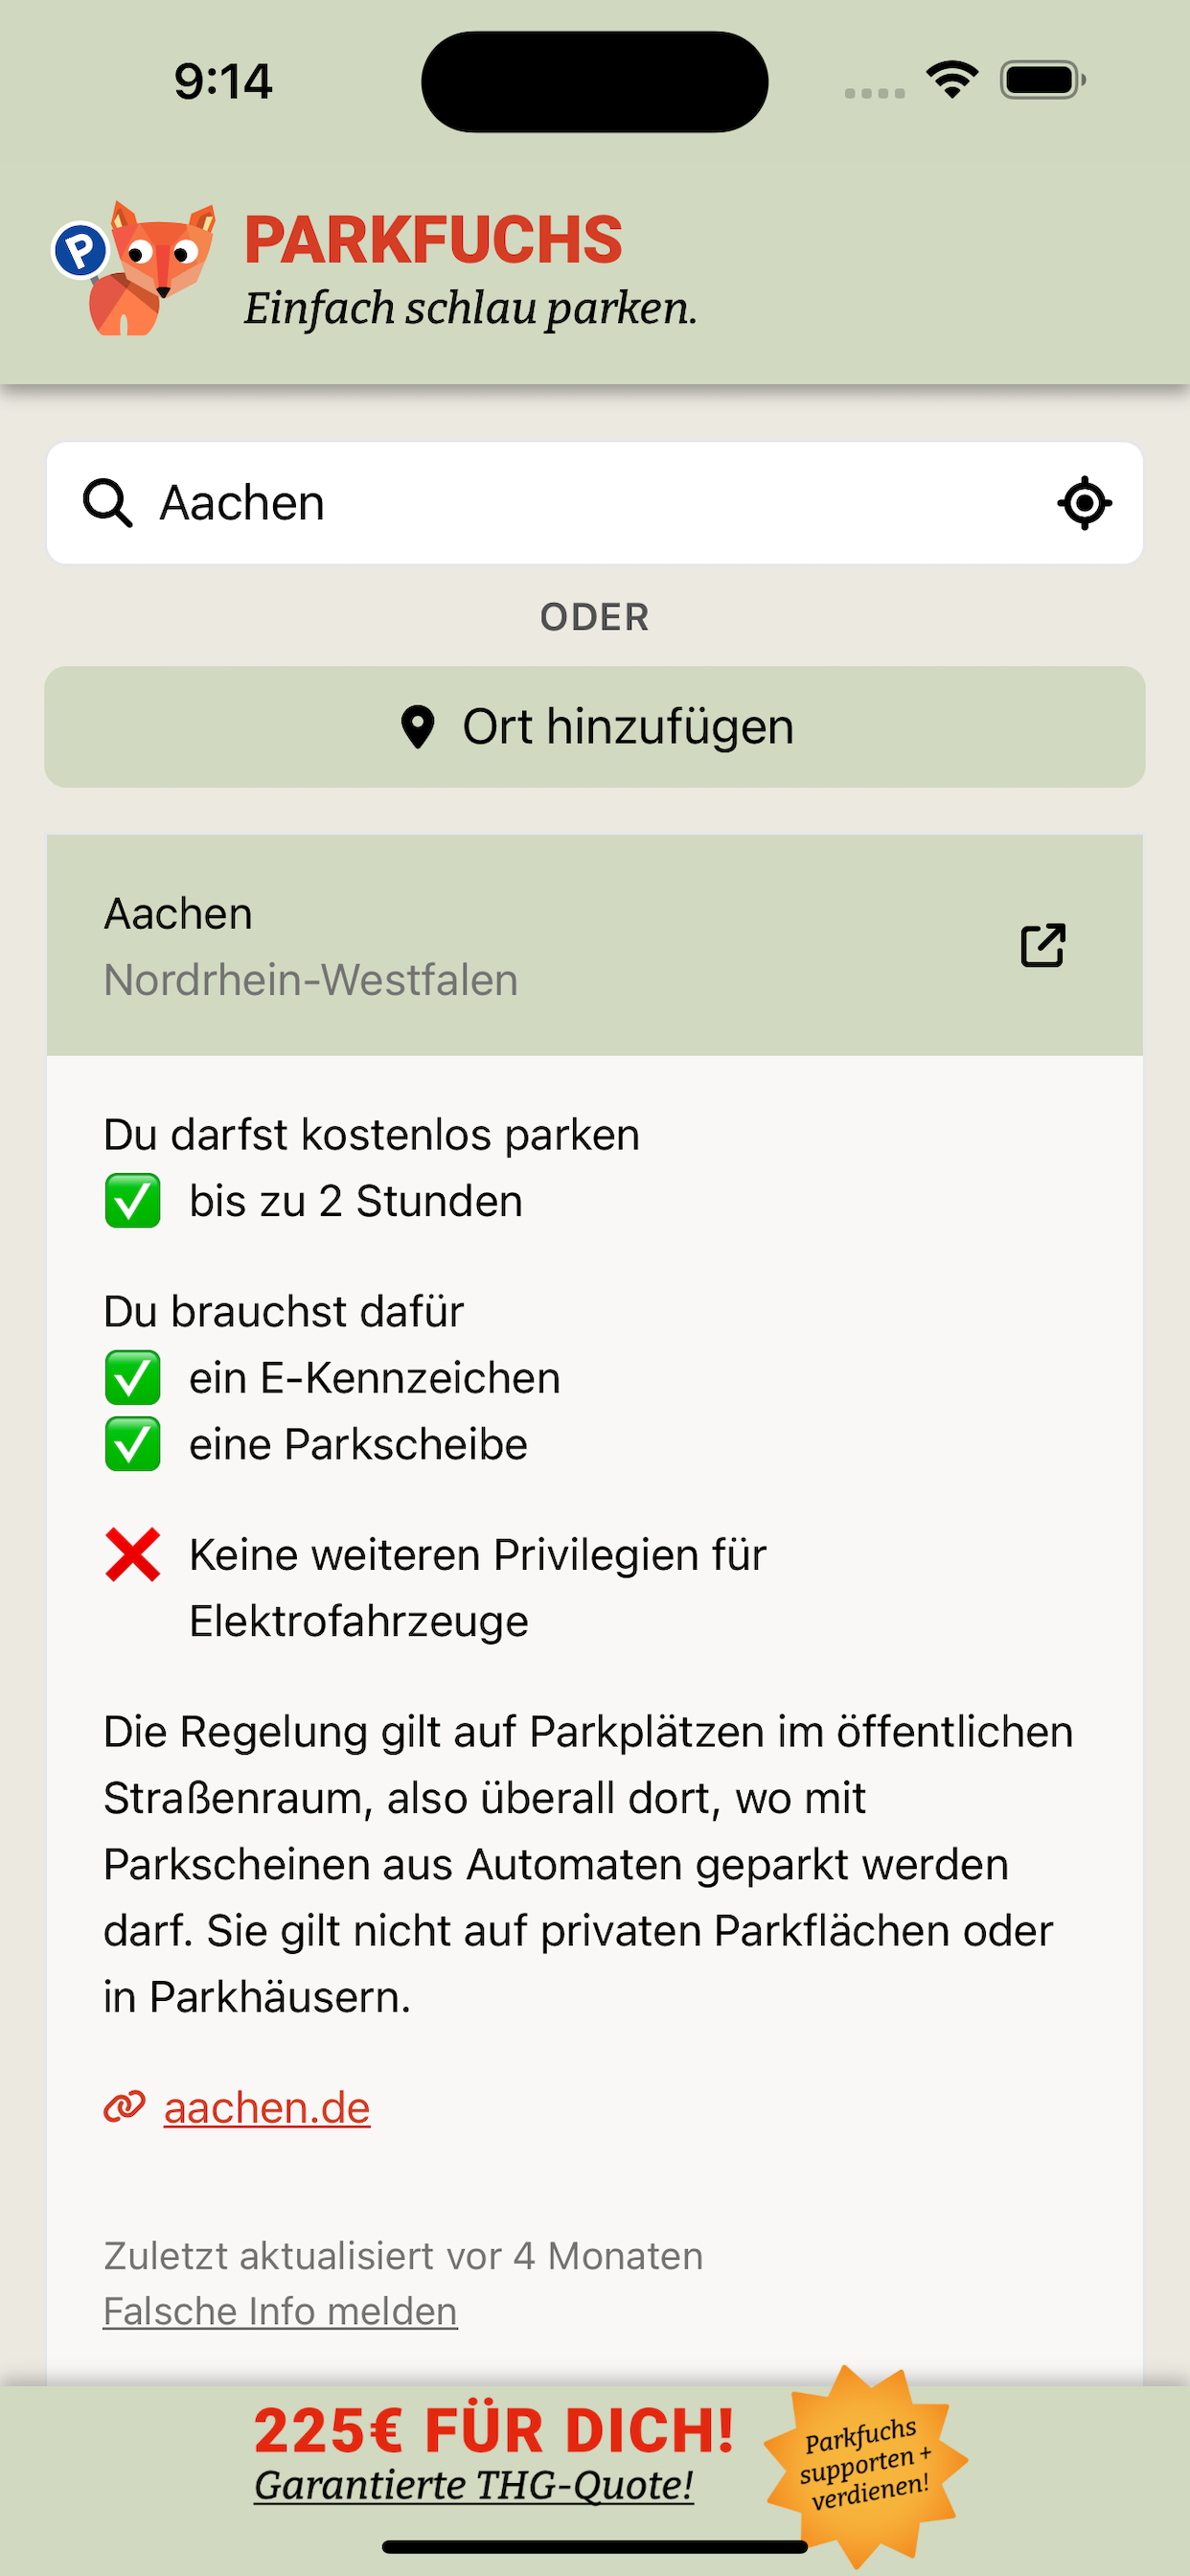 9:14
P
PARKFUCHS
Einfach schlau parken.
Aachen
ODER
Ort hinzufügen
Aachen
Nordrhein-Westfalen
Du darfst kostenlos parken
✅ bis zu 2 Stunden
Du brauchst dafür
✅ ein E-Kennzeichen
✅ eine Parkscheibe
❌ Keine weiteren Privilegien für
Elektrofahrzeuge
Die Regelung gilt auf Parkplätzen im öffentlichen
Straßenraum, also überall dort, wo mit
Parkscheinen aus Automaten geparkt werden
darf. Sie gilt nicht auf privaten Parkflächen oder
in Parkhäusern.
aachen.de
Zuletzt aktualisiert vor 4 Monaten
Falsche Info melden
225€ FÜR DICH!
Garantierte THG-Quote!
Parkfuchs
supporten +
verdienen!